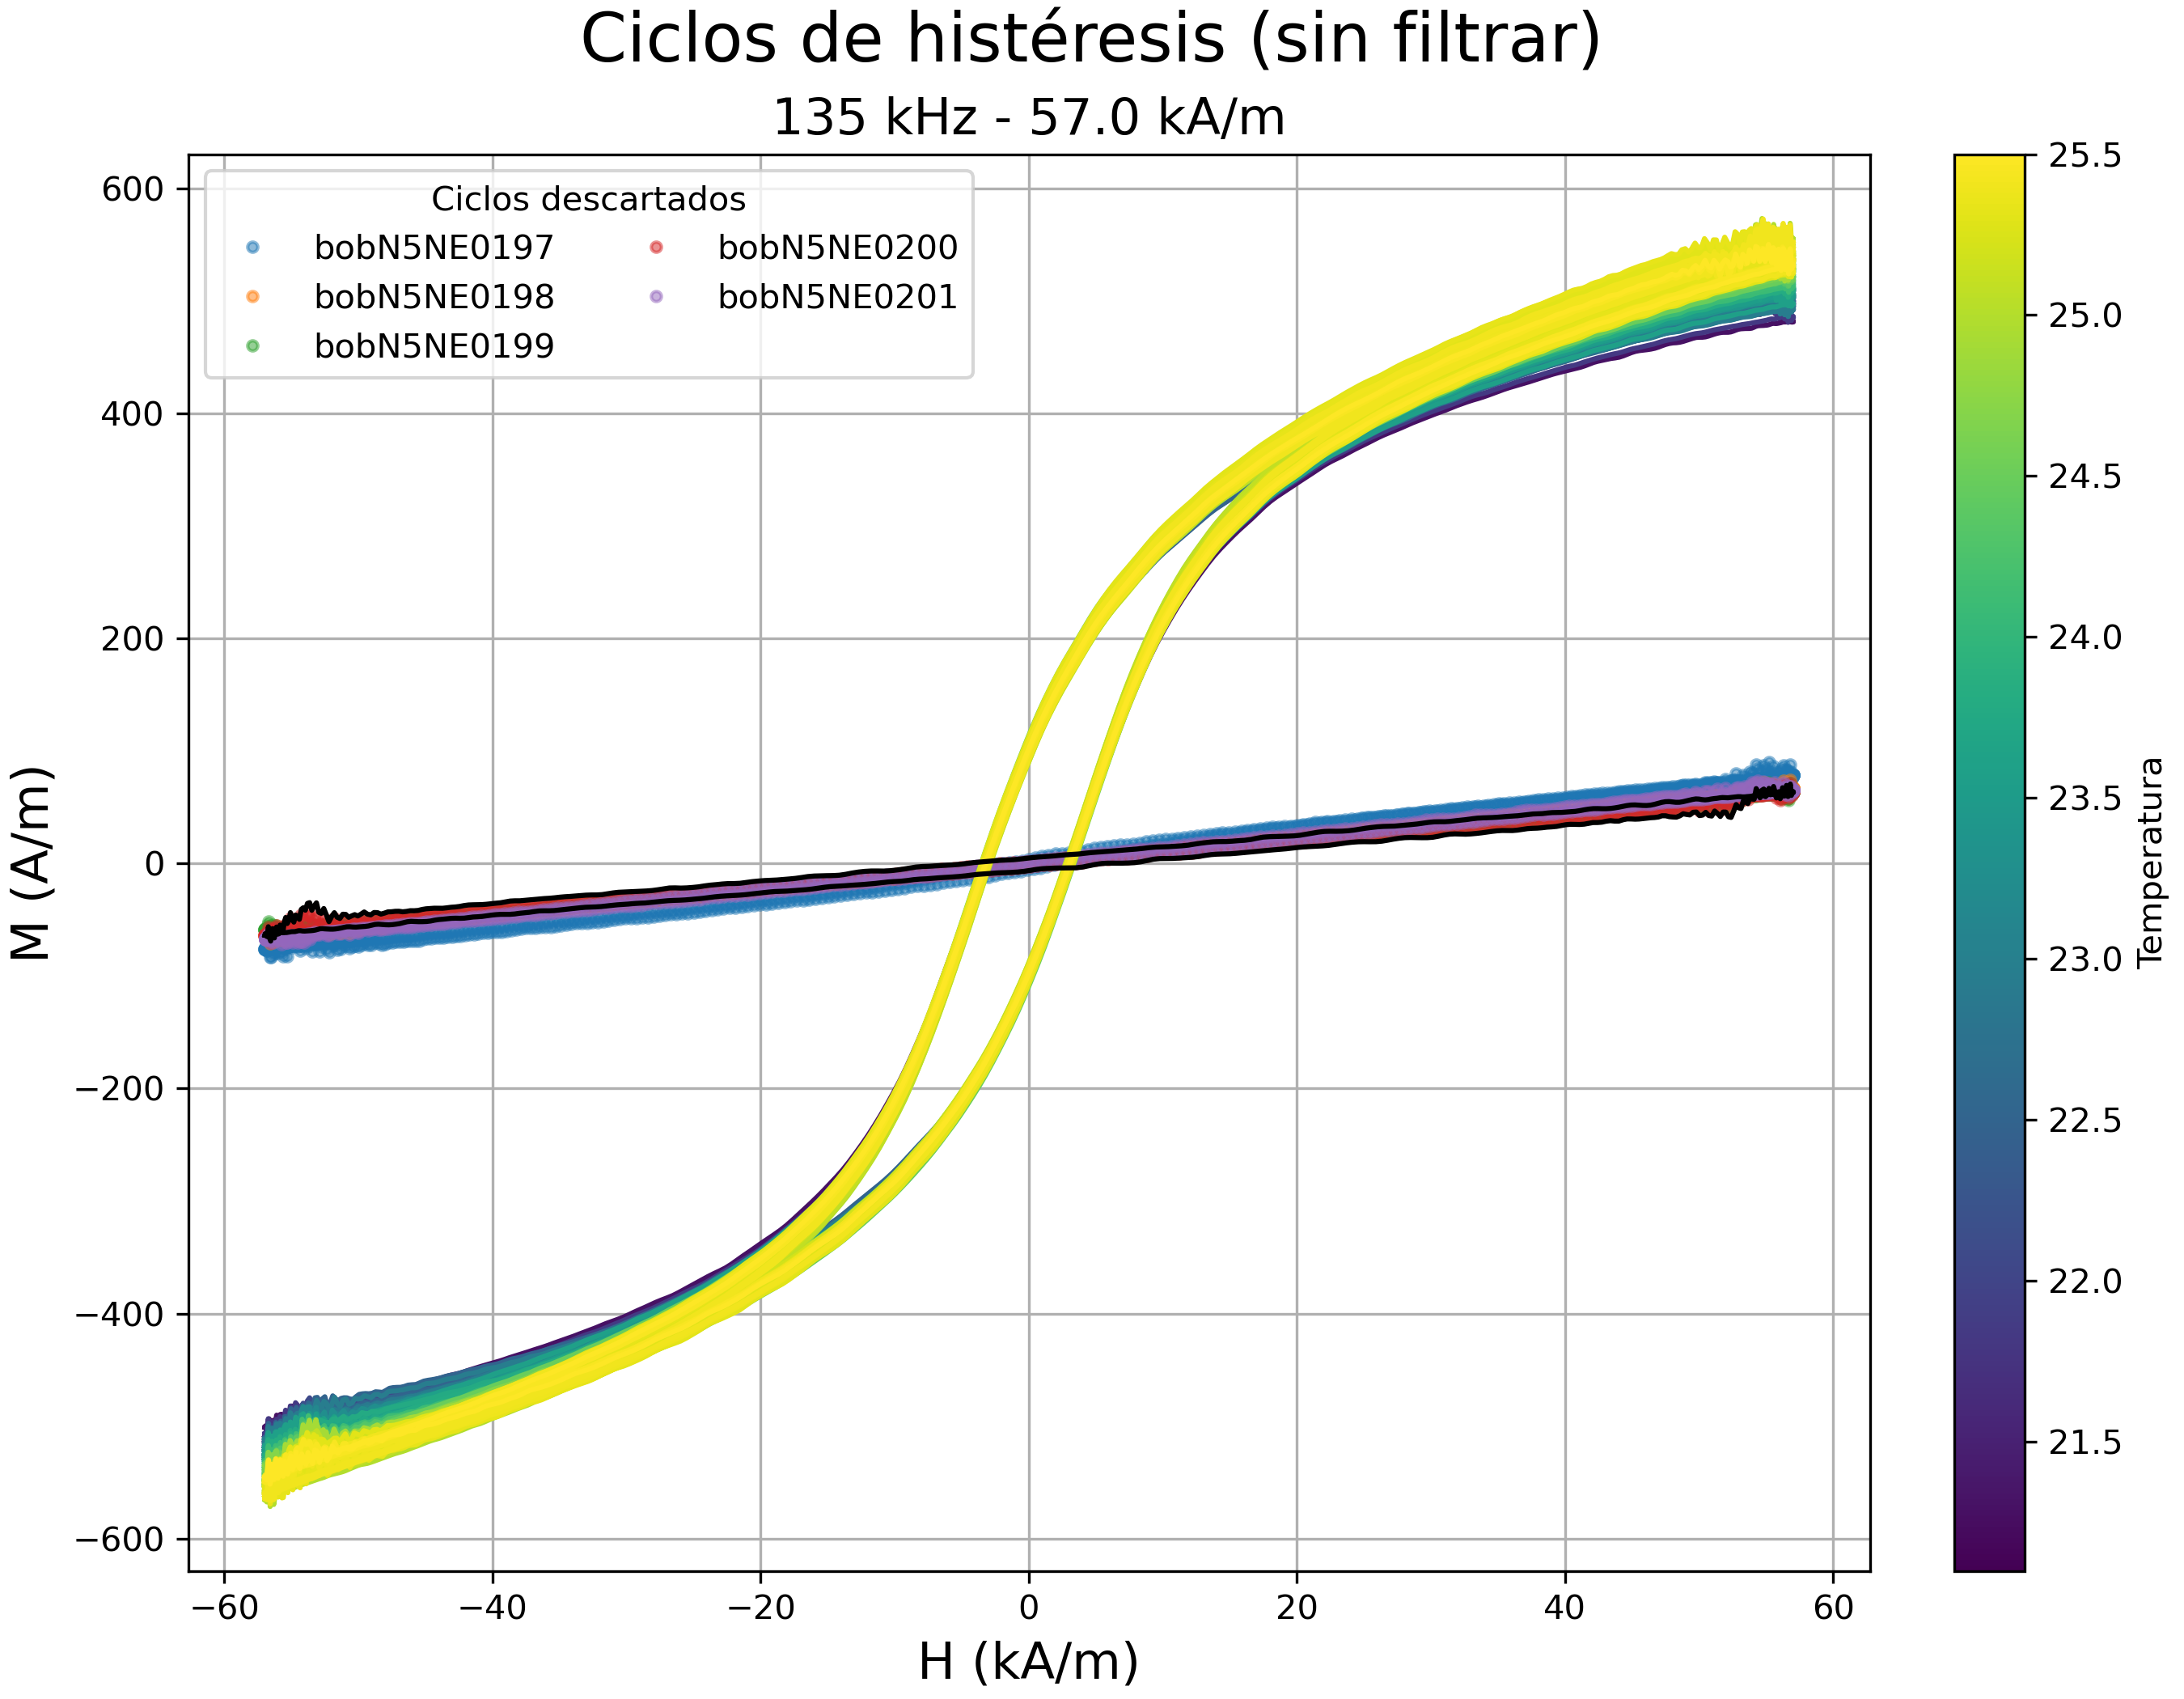 Ciclos de histéresis (sin filtrar)
135 kHz - 57.0 kA/m
Ciclos descartados
bobN5NE0197
bobN5NE0198
bobN5NE0199
bobN5NE0200
bobN5NE0201
M (A/m)
600
400
200
0
−200
−400
−600
−60
−40
−20
0
20
40
60
H (kA/m)
25.5
25.0
24.5
24.0
23.5
23.0
22.5
22.0
21.5
Temperatura